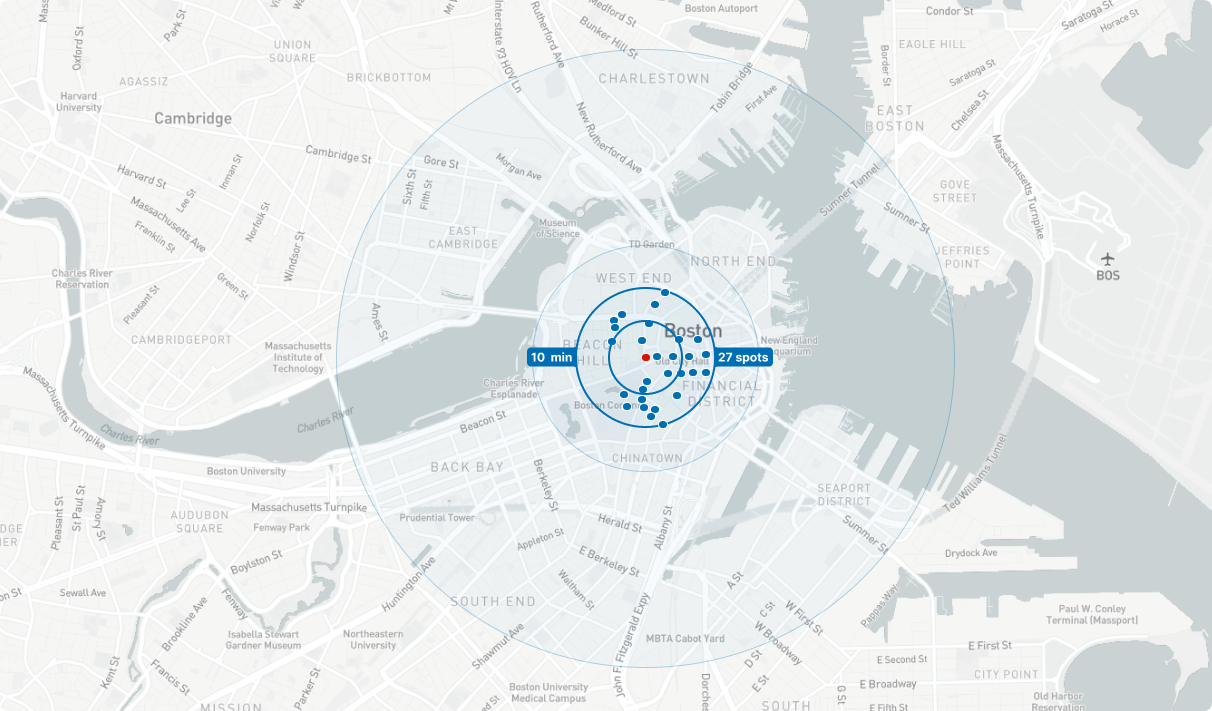 Boston Autoport
Condor St
Saratoga St
Horace St
Mass
Oxford St
Park St
Medford St
Rutherford Ave
Interstate 93 HOV Ln
Bunker Hill St
UNION
SQUARE
EAGLE HILL
Border St
Saratoga St
AGASSIZ
BRICKBOTTOM
CHARLESTOWN
Tobin Bridge
First Ave
Harvard
University
Cambridge
New Rutherford Ave
EAST
BOSTON
Chelsea St
Massachusetts Turnpike
Cambridge St
Gore St
Morgan Ave
Harvard St
Inman St
Sixth St
Fifth St
Lee St
Massachusetts Ave
Franklin St
Norfolk St
Windsor St
Sumner Tunnel
Sumner St
GOVE
STREET
EAST
CAMBRIDGE
Museum
of Science
TD Garden
NORTH END
JEFFRIES
POINT
BOS
Charles River
Reservation
Green St
Pleasant St
WEST END
Ames St
Boston
CAMBRIDGEPORT
Massachusetts
Institute of
Technology
BEACON
HILL
10 min
27 spots
Old City Hall
New England
Aquarium
Charles River
Esplanade
FINANCIAL
DISTRICT
Boston Common
Massachusetts Turnpike
Charles River
Charles River
Beacon St
CHINATOWN
Boston University
BACK BAY
Berkeley St
Ted Williams Tunnel
SEAPORT
DISTRICT
Pleasant St
St Paul St
Amory St
AUDUBON
SQUARE
Massachusetts Turnpike
Fenway Park
Prudential Tower
Herald St
Albany St
Summer St
Appleton St
E Berkeley St
Boylston St
Drydock Ave
Sewall Ave
Huntington Ave
Waltham St
A St
Pappas Way
Brookline Ave
Fenway
SOUTH END
C St
W First St
Paul W. Conley
Terminal (Massport)
Isabella Stewart
Gardner Museum
Northeastern
University
Shawmut Ave
John F. Fitzgerald Expy
MBTA Cabot Yard
W Broadway
D St
E First St
E Second St
CITY POINT
Kent St
Francis St
Parker St
Boston University
Medical Campus
E St
G St
E Broadway
E Fifth St
Old Harbor
Reservation
MISSION
SOUTH